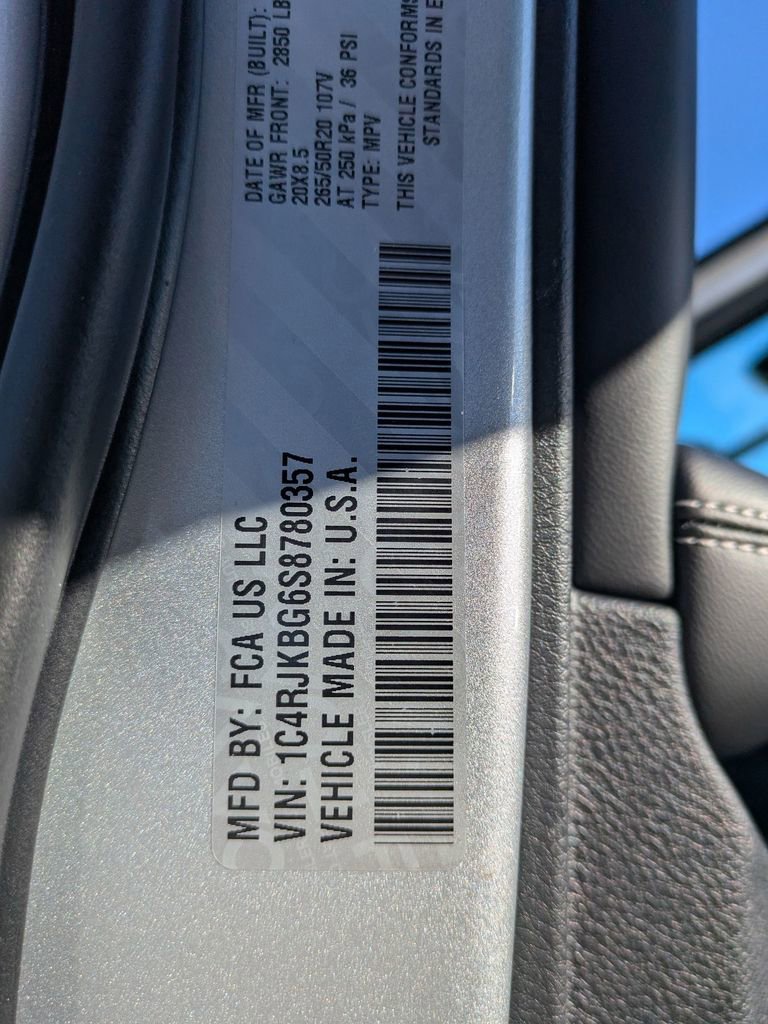 MFD BY: FCA US LLC
VIN: 1C4RJKBG6S8780357
VEHICLE MADE IN: U.S.A.
DATE OF MFR (BUILT):
GAWR FRONT: 2850 LB
20X8.5
265/50R20 107V
AT 250 kPa / 36 PSI
TYPE: MPV
THIS VEHICLE CONFORMS
STANDARDS IN E